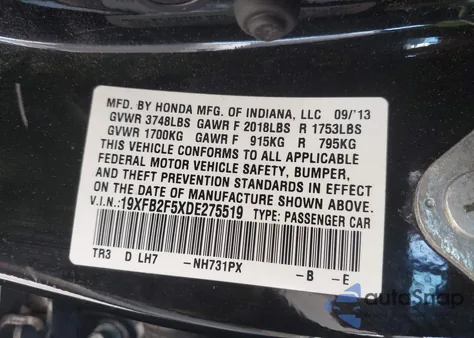 MFD. BY HONDA MFG. OF INDIANA, LLC 09/'13
GVWR 3748LBS GAWR F 2018LBS R 1753LBS
GVWR 1700KG GAWR F 915KG R 795KG
THIS VEHICLE CONFORMS TO ALL APPLICABLE
FEDERAL MOTOR VEHICLE SAFETY, BUMPER,
AND THEFT PREVENTION STANDARDS IN EFFECT
ON THE DATE OF MANUFACTURE SHOWN ABOVE.
V.I.N.:19XFB2F5XDE275519 TYPE: PASSENGER CAR
TR3 D LH7 -NH731PX -B -E
autoSnap